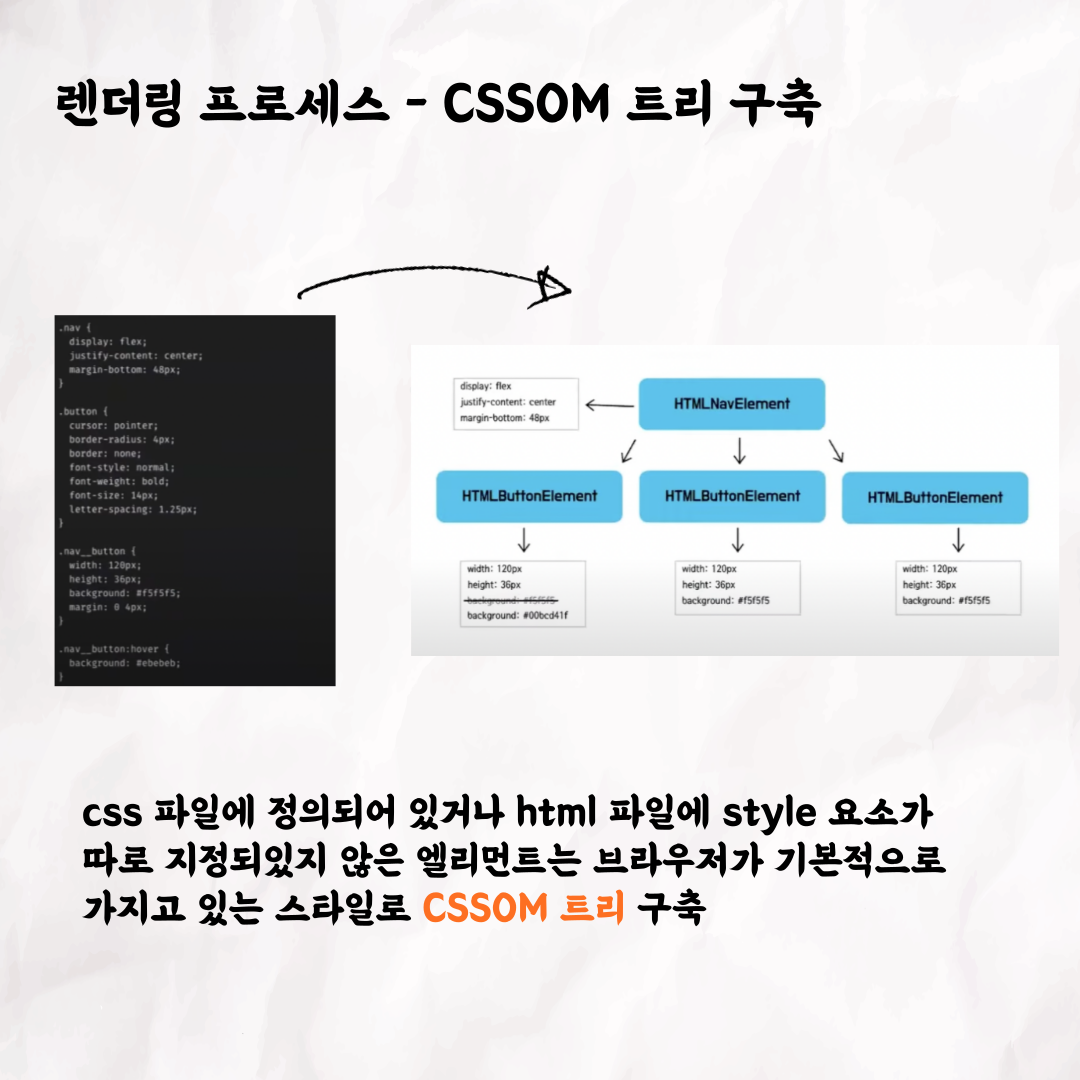 렌더링 프로세스 - CSSOM 트리 구축
.nav {
display: flex;
justify-content: center;
margin-bottom: 48px;
}
.button {
cursor: pointer;
border-radius: 4px;
border: none;
font-style: normal;
font-weight: bold;
font-size: 14px;
letter-spacing: 1.25px;
}
.nav__button {
width: 120px;
height: 36px;
background: #f5f5f5;
margin: 0 4px;
}
.nav__button:hover {
background: #ebebeb;
}
display: flex
justify-content: center
margin-bottom: 48px
HTMLNavElement
HTMLButtonElement
HTMLButtonElement
HTMLButtonElement
width: 120px
height: 36px
background: #f5f5f5
background: #00bcd41f
width: 120px
height: 36px
background: #f5f5f5
width: 120px
height: 36px
background: #f5f5f5
css 파일에 정의되어 있거나 html 파일에 style 요소가
따로 지정되있지 않은 엘리먼트는 브라우저가 기본적으로
가지고 있는 스타일로 CSSOM 트리 구축